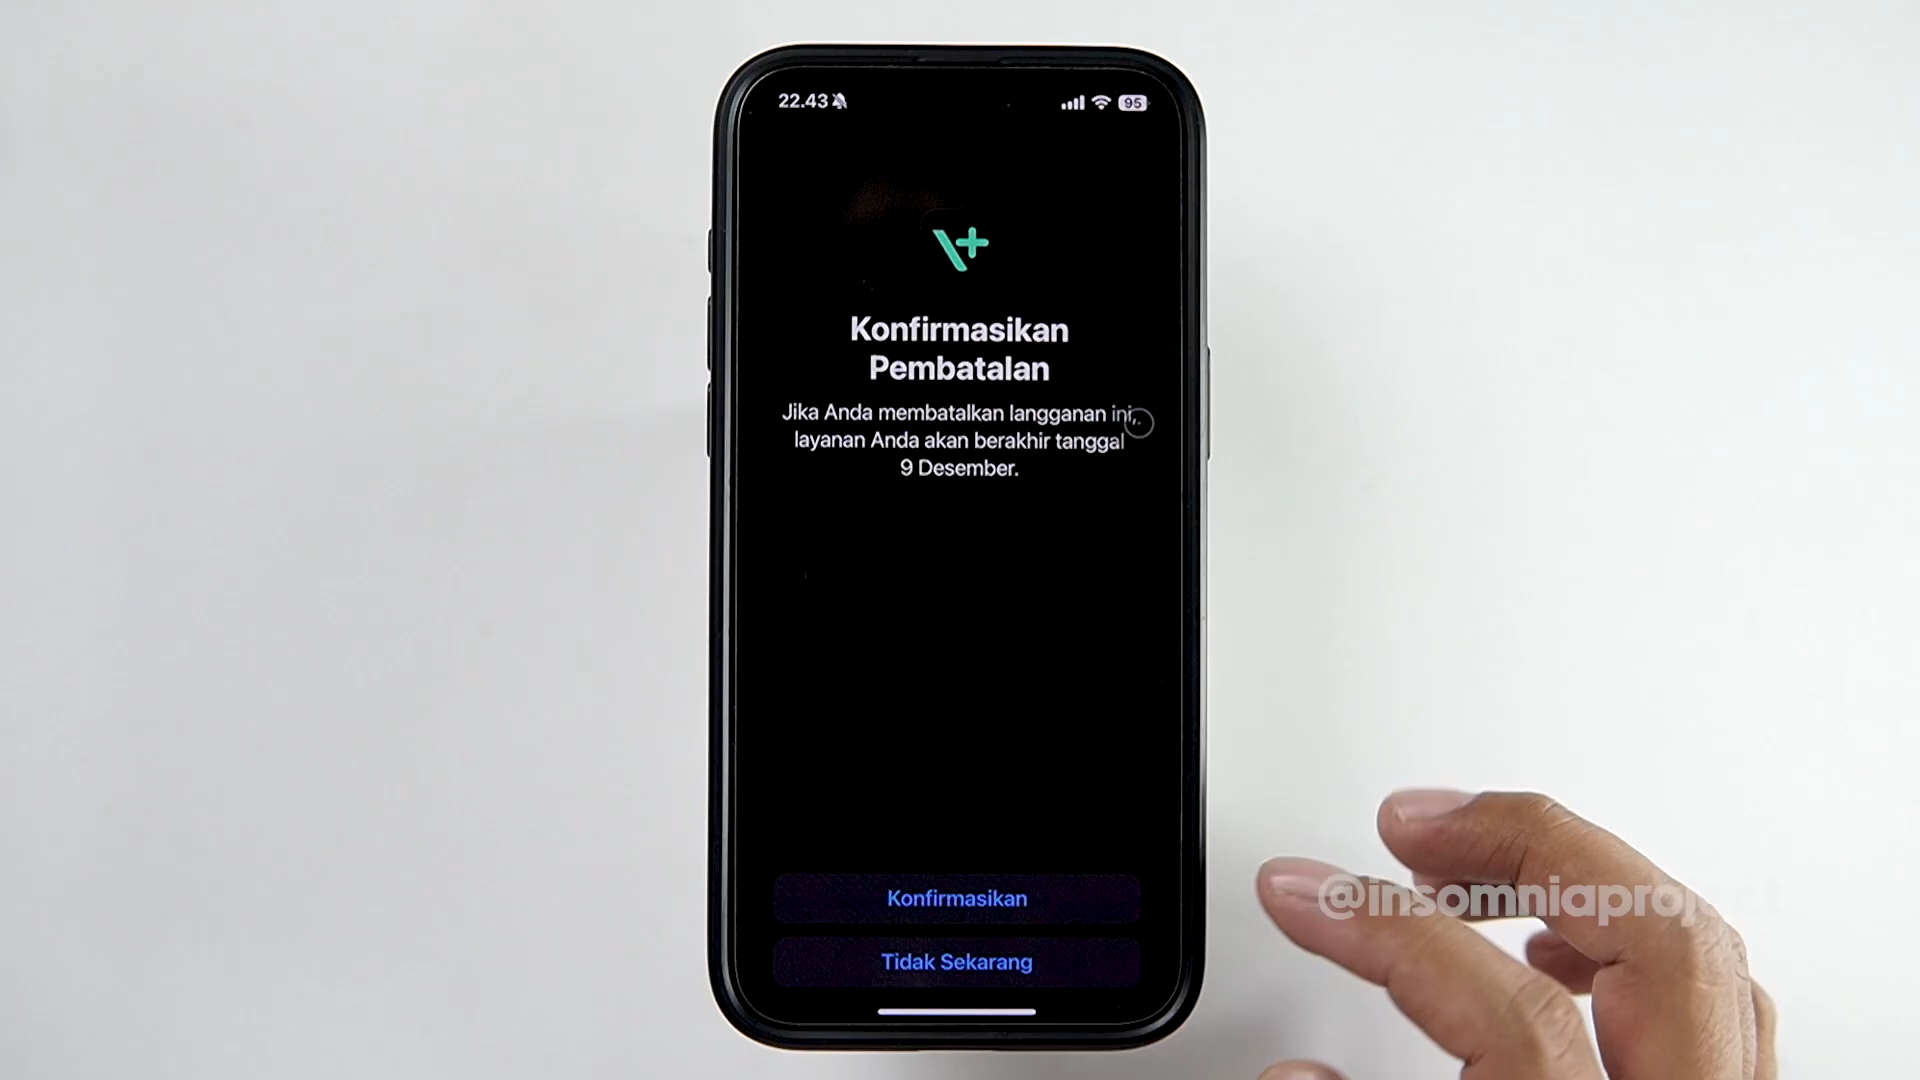 22.43
95
Konfirmasikan
Pembatalan
Jika Anda membatalkan langganan ini,
layanan Anda akan berakhir tanggal
9 Desember.
Konfirmasikan
@insomniaproject
Tidak Sekarang